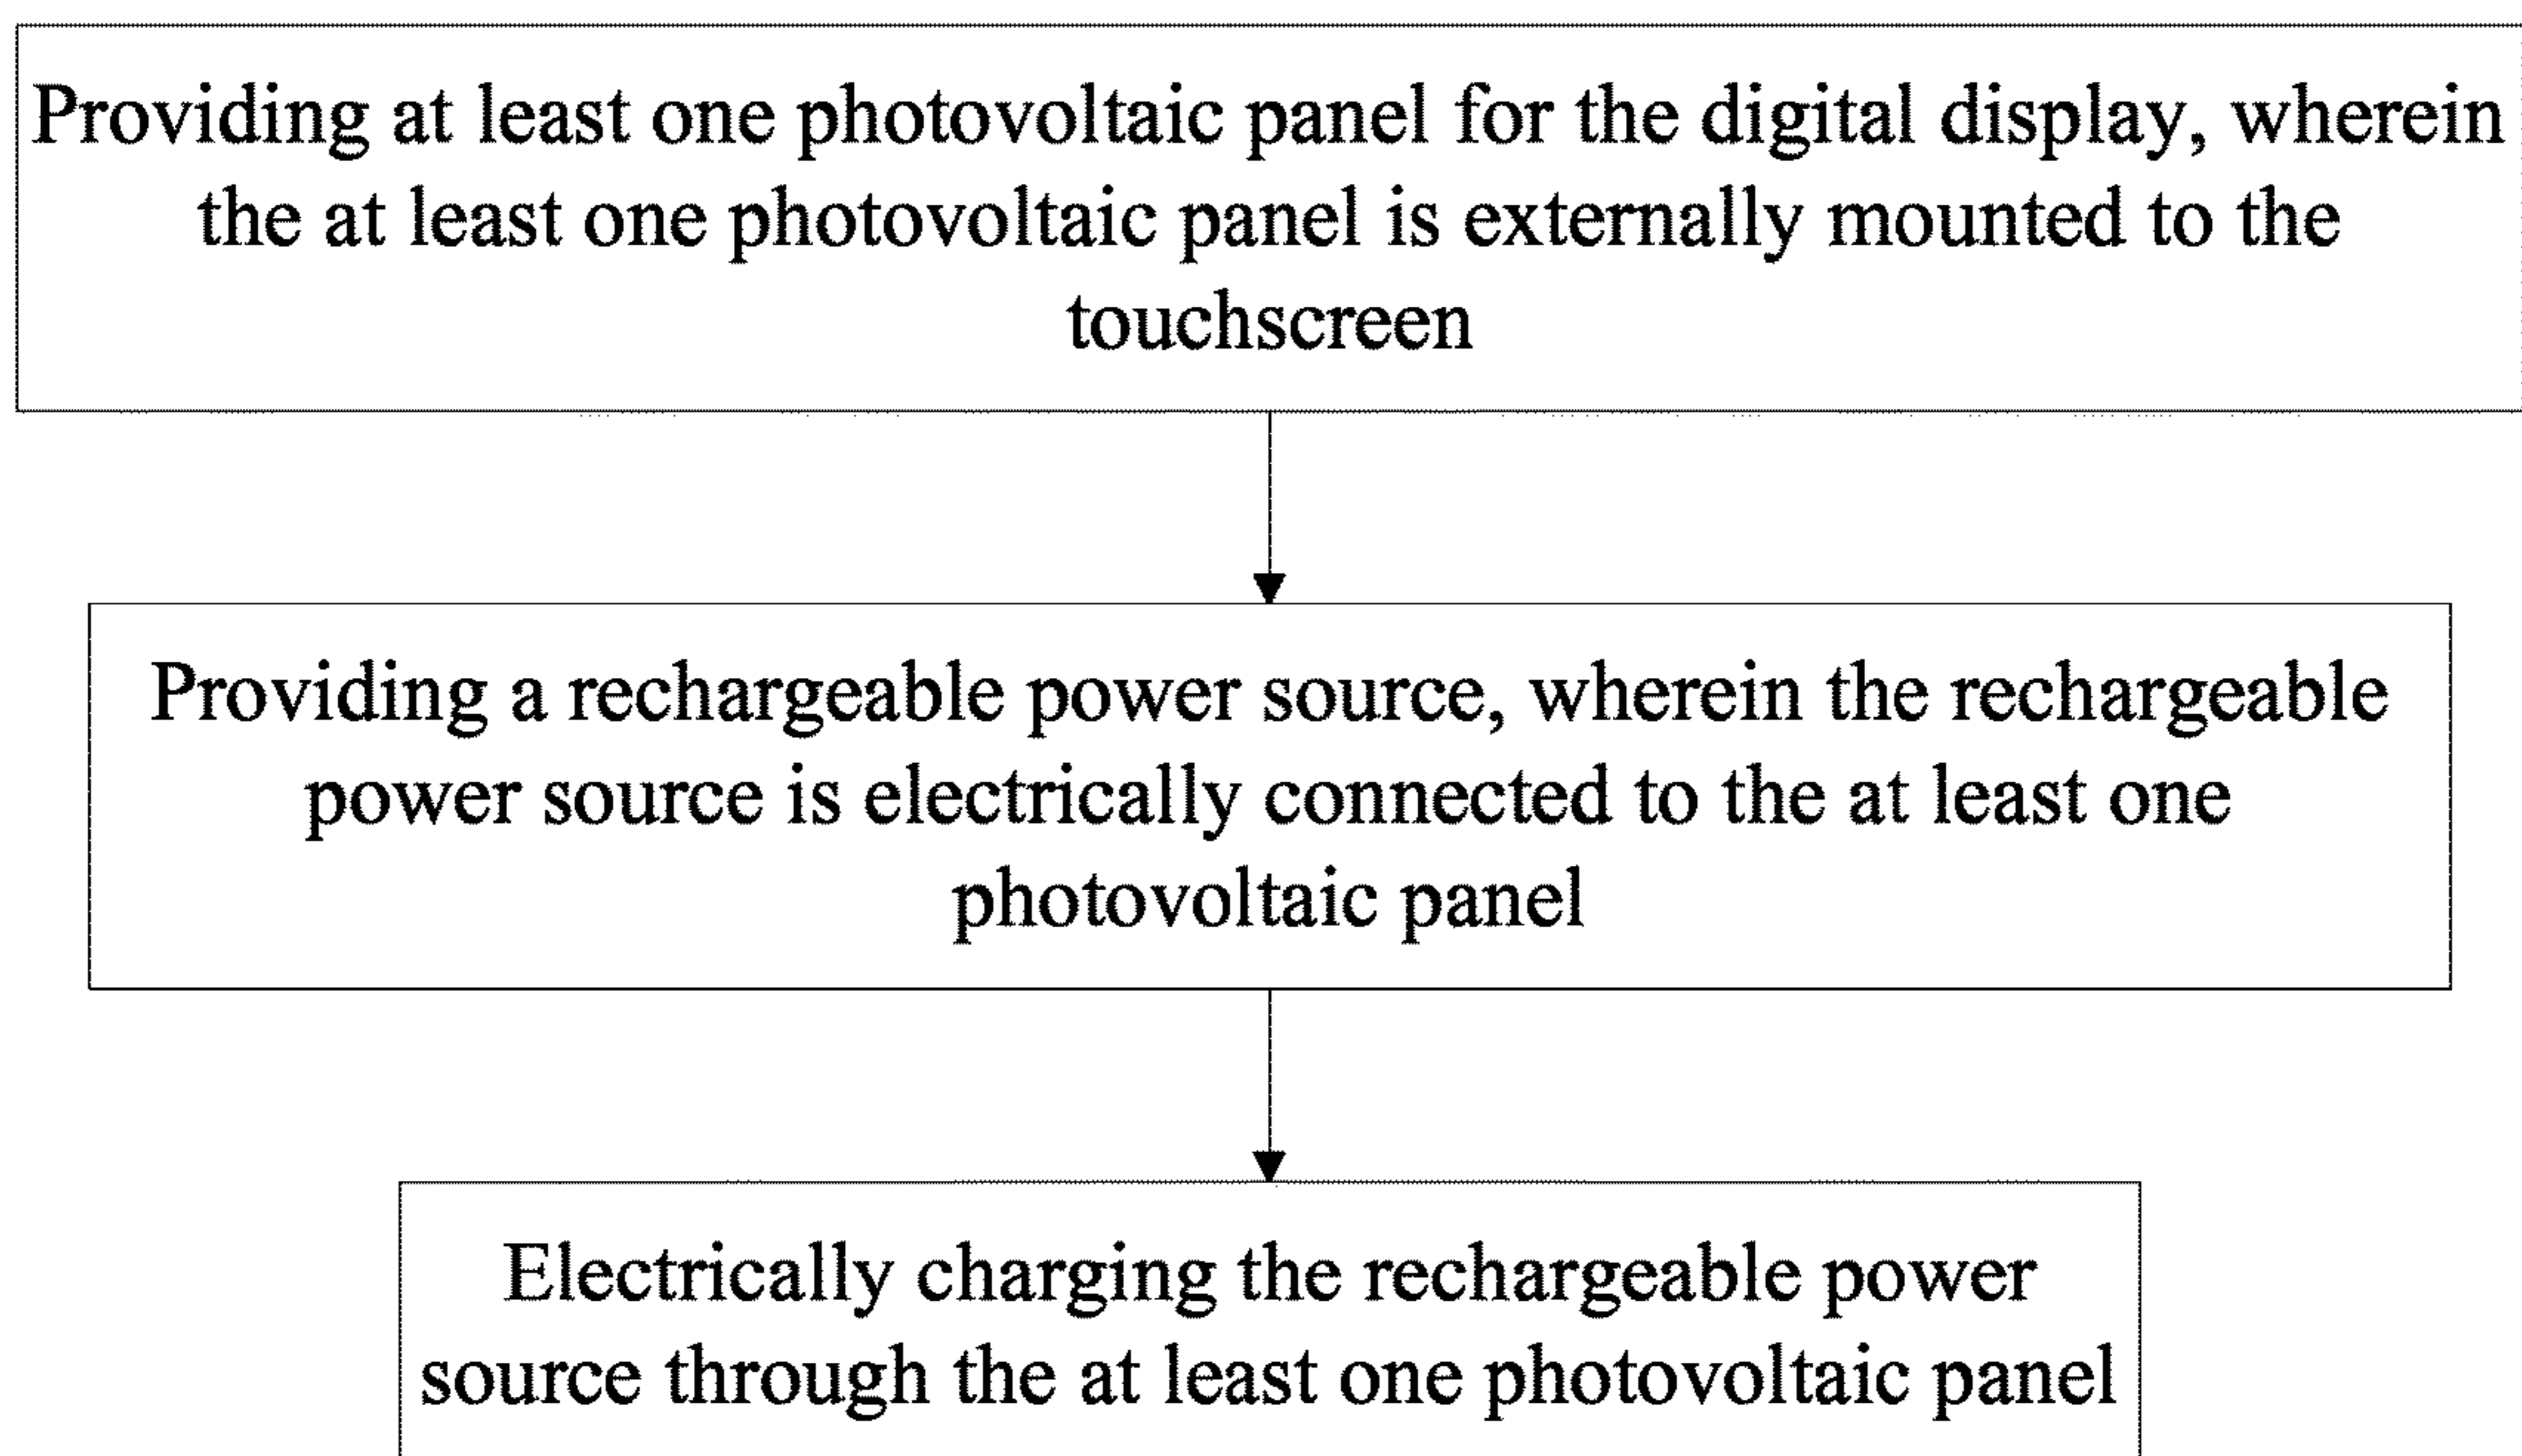 Providing at least one photovoltaic panel for the digital display, wherein
the at least one photovoltaic panel is externally mounted to the
touchscreen
Providing a rechargeable power source, wherein the rechargeable
power source is electrically connected to the at least one
photovoltaic panel
Electrically charging the rechargeable power
source through the at least one photovoltaic panel